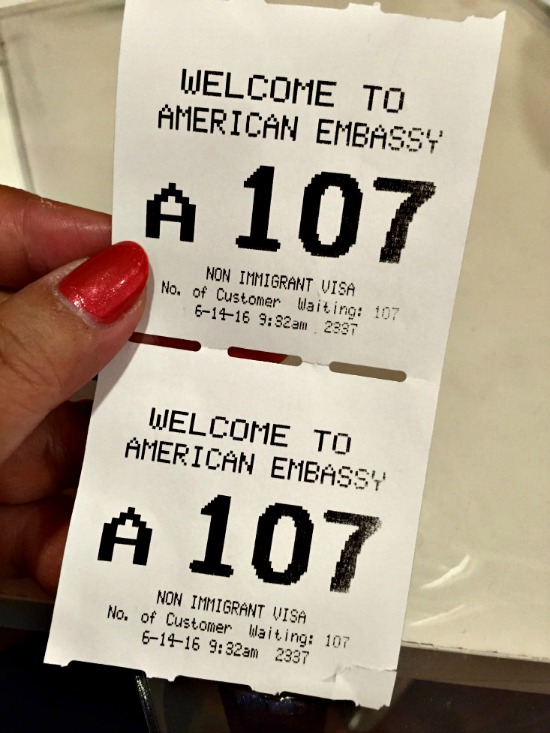 WELCOME TO
AMERICAN EMBASSY
A 107
NON IMMIGRANT VISA
No. of Customer Waiting: 107
6-14-16 9:32am 2337
WELCOME TO
AMERICAN EMBASSY
A 107
NON IMMIGRANT VISA
No. of Customer Waiting: 107
6-14-16 9:32am 2337